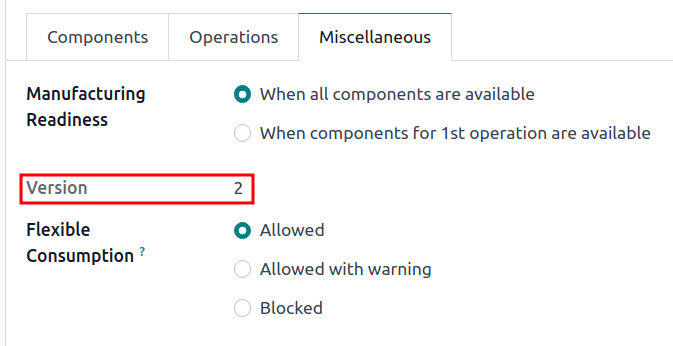 Components Operations Miscellaneous
Manufacturing Readiness
When all components are available
When components for 1st operation are available
Version 2
Flexible Consumption ?
Allowed
Allowed with warning
Blocked